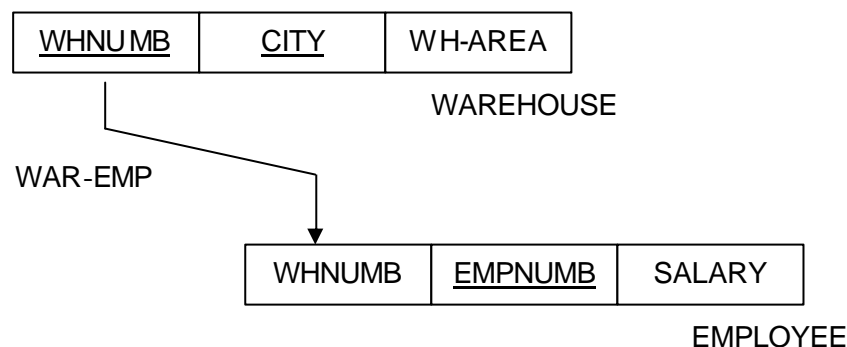 WHNUMB CITY WH-AREA
WAREHOUSE
WAR-EMP
WHNUMB EMPNUMB SALARY
EMPLOYEE